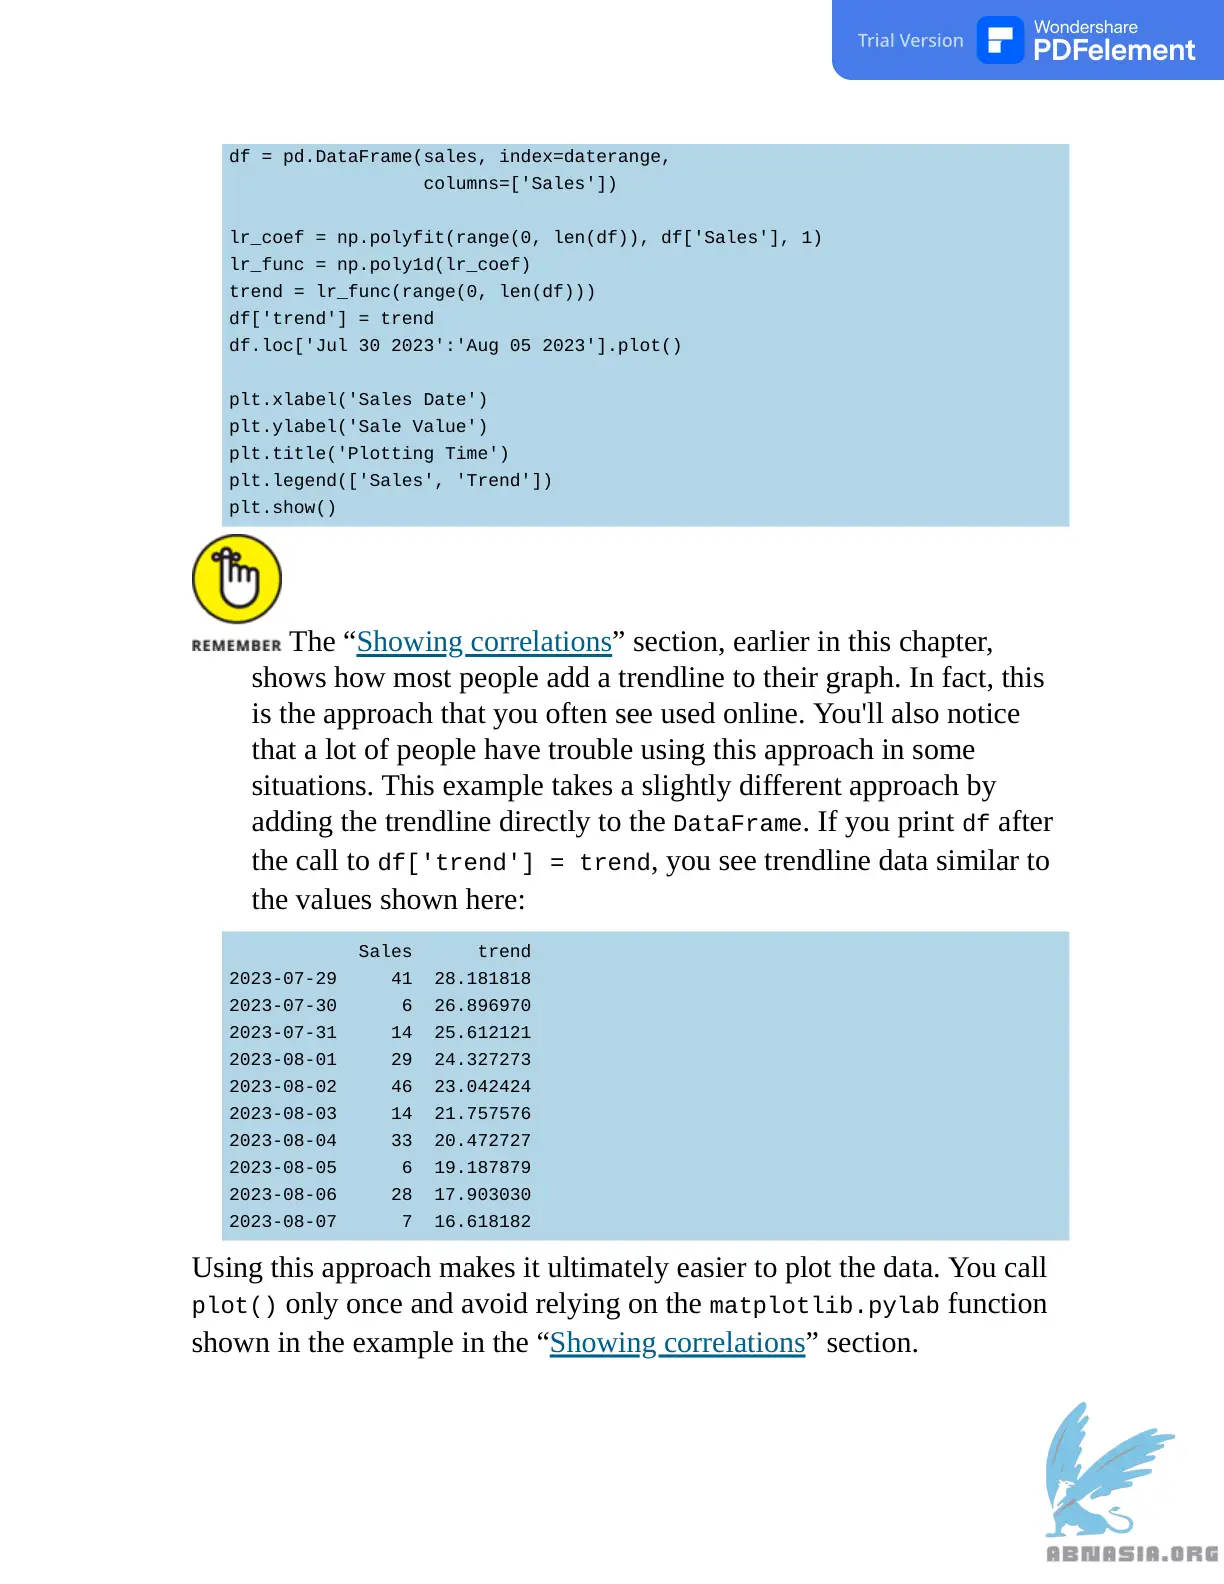 Trial Version
Wondershare
PDFelement
df = pd.DataFrame(sales, index=daterange,
                  columns=['Sales'])
lr_coef = np.polyfit(range(0, len(df)), df['Sales'], 1)
lr_func = np.poly1d(lr_coef)
trend = lr_func(range(0, len(df)))
df['trend'] = trend
df.loc['Jul 30 2023':'Aug 05 2023'].plot()
plt.xlabel('Sales Date')
plt.ylabel('Sale Value')
plt.title('Plotting Time')
plt.legend(['Sales', 'Trend'])
plt.show()
REMEMBER The “Showing correlations” section, earlier in this chapter,
shows how most people add a trendline to their graph. In fact, this
is the approach that you often see used online. You'll also notice
that a lot of people have trouble using this approach in some
situations. This example takes a slightly different approach by
adding the trendline directly to the DataFrame. If you print df after
the call to df['trend'] = trend, you see trendline data similar to
the values shown here:
            Sales      trend
2023-07-29     41  28.181818
2023-07-30      6  26.896970
2023-07-31     14  25.612121
2023-08-01     29  24.327273
2023-08-02     46  23.042424
2023-08-03     14  21.757576
2023-08-04     33  20.472727
2023-08-05      6  19.187879
2023-08-06     28  17.903030
2023-08-07      7  16.618182
Using this approach makes it ultimately easier to plot the data. You call
plot() only once and avoid relying on the matplotlib.pylab function
shown in the example in the “Showing correlations” section.
ABNASIA.ORG